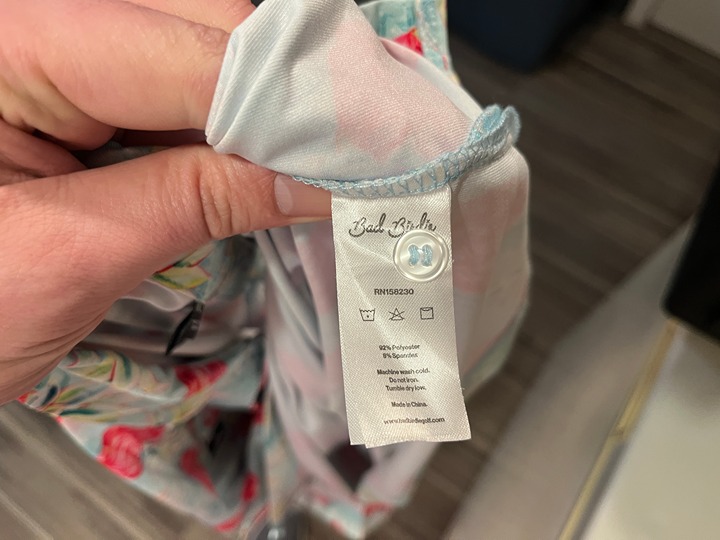 Bad Birdie
RN158230
92% Polyester
8% Spandex
Machine wash cold.
Do not iron.
Tumble dry low.
Made in China.
www.badbirdiegolf.com